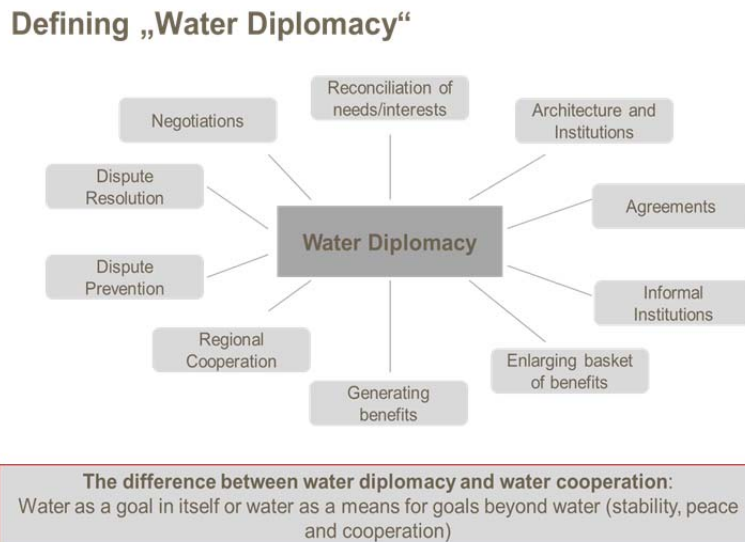 Defining „Water Diplomacy“
Reconciliation of
needs/interests
Architecture and
Institutions
Negotiations
Dispute
Resolution
Agreements
Water Diplomacy
Dispute
Prevention
Informal
Institutions
Regional
Cooperation
Enlarging basket
of benefits
Generating
benefits
The difference between water diplomacy and water cooperation:
Water as a goal in itself or water as a means for goals beyond water (stability, peace
and cooperation)